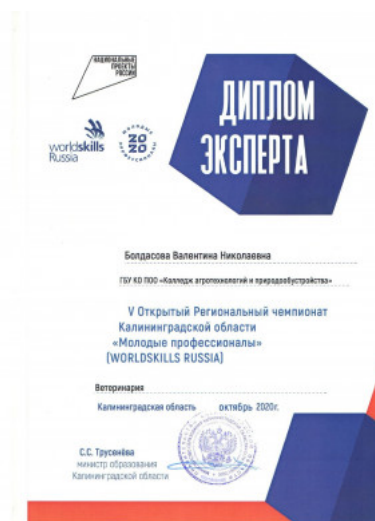 НАЦИОНАЛЬНЫЕ
ПРОЕКТЫ
РОССИИ
ДИПЛОМ
ЭКСПЕРТА
worldskills
Russia
20
20
Болдасова Валентина Николаевна
ГБУ КО ПОО «Колледж агротехнологий и природообустройства»
V Открытый Региональный чемпионат
Калининградской области
«Молодые профессионалы»
(WORLDSKILLS RUSSIA)
Ветеринария
Калининградская область октябрь 2020г.
С.С. Трусенёва
министр образования
Калининградской области